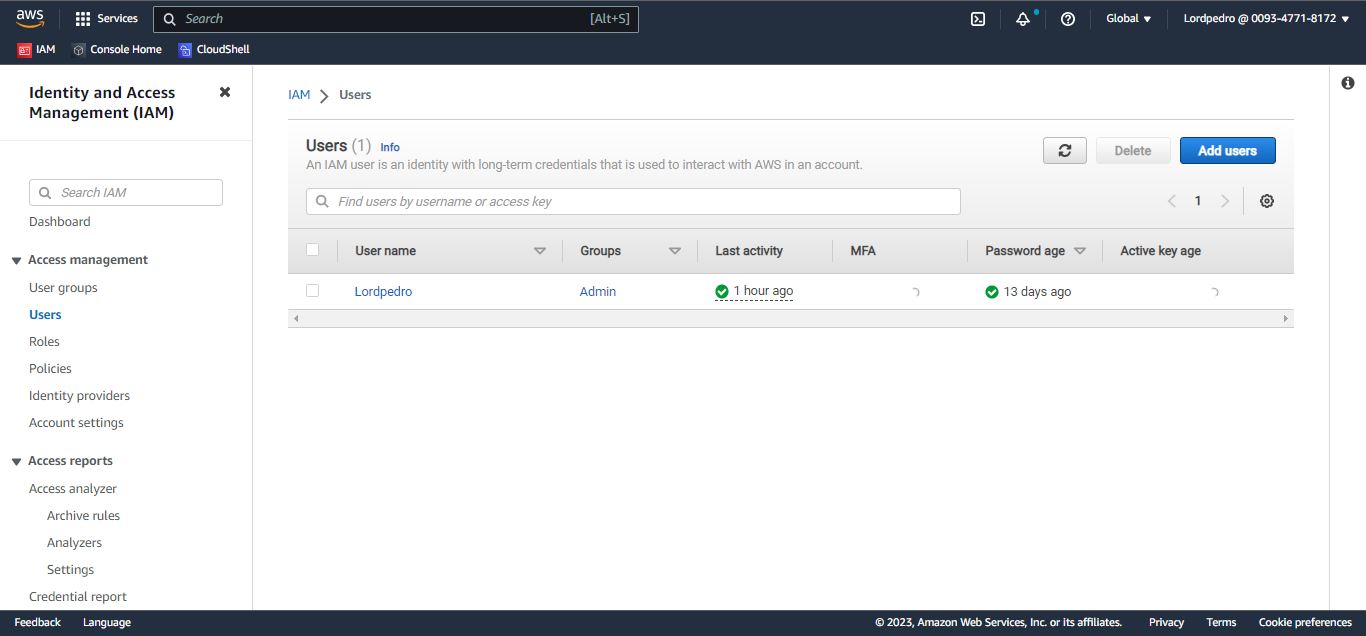 aws
Services
Search [Alt+S]
Global
Lordpedro @ 0093-4771-8172
IAM
Console Home
CloudShell
Identity and Access
Management (IAM)
Search IAM
Dashboard
Access management
User groups
Users
Roles
Policies
Identity providers
Account settings
Access reports
Access analyzer
Archive rules
Analyzers
Settings
Credential report
IAM > Users
Users (1) Info
An IAM user is an identity with long-term credentials that is used to interact with AWS in an account.
Delete
Add users
Find users by username or access key
1
User name Groups Last activity MFA Password age Active key age
Lordpedro Admin 1 hour ago 13 days ago
Feedback Language © 2023, Amazon Web Services, Inc. or its affiliates. Privacy Terms Cookie preferences